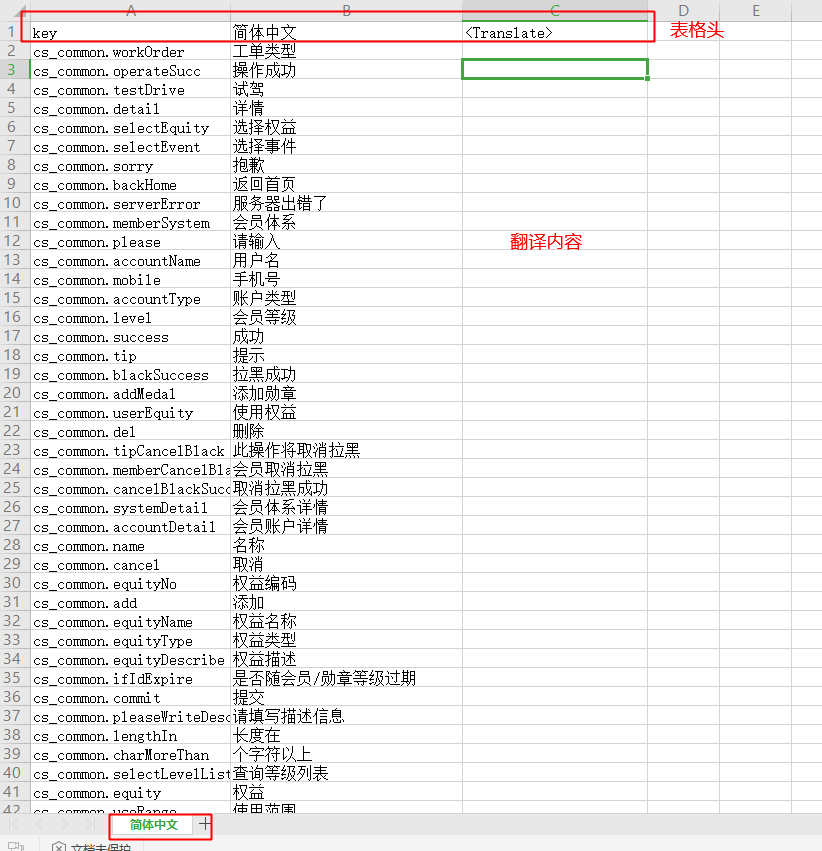 A B C D E
1 key 简体中文 <Translate> 表格头
2 cs_common.workOrder 工单类型
3 cs_common.operateSucc 操作成功
4 cs_common.testDrive 试驾
5 cs_common.detail 详情
6 cs_common.selectEquity 选择权益
7 cs_common.selectEvent 选择事件
8 cs_common.sorry 抱歉
9 cs_common.backHome 返回首页
10 cs_common.serverError 服务器出错了
11 cs_common.memberSystem 会员体系
12 cs_common.please 请输入 翻译内容
13 cs_common.accountName 用户名
14 cs_common.mobile 手机号
15 cs_common.accountType 账户类型
16 cs_common.level 会员等级
17 cs_common.success 成功
18 cs_common.tip 提示
19 cs_common.blackSuccess 拉黑成功
20 cs_common.addMedal 添加勋章
21 cs_common.userEquity 使用权益
22 cs_common.del 删除
23 cs_common.tipCancelBlack 此操作将取消拉黑
24 cs_common.memberCancelBla 会员取消拉黑
25 cs_common.cancelBlackSucc 取消拉黑成功
26 cs_common.systemDetail 会员体系详情
27 cs_common.accountDetail 会员账户详情
28 cs_common.name 名称
29 cs_common.cancel 取消
30 cs_common.equityNo 权益编码
31 cs_common.add 添加
32 cs_common.equityName 权益名称
33 cs_common.equityType 权益类型
34 cs_common.equityDescribe 权益描述
35 cs_common.ifIdExpire 是否随会员/勋章等级过期
36 cs_common.commit 提交
37 cs_common.pleaseWriteDesc 请填写描述信息
38 cs_common.lengthIn 长度在
39 cs_common.charMoreThan 个字符以上
40 cs_common.selectLevelList 查询等级列表
41 cs_common.equity 权益
42 cs_common.useRange 使用范围
简体中文 +
文档未保护